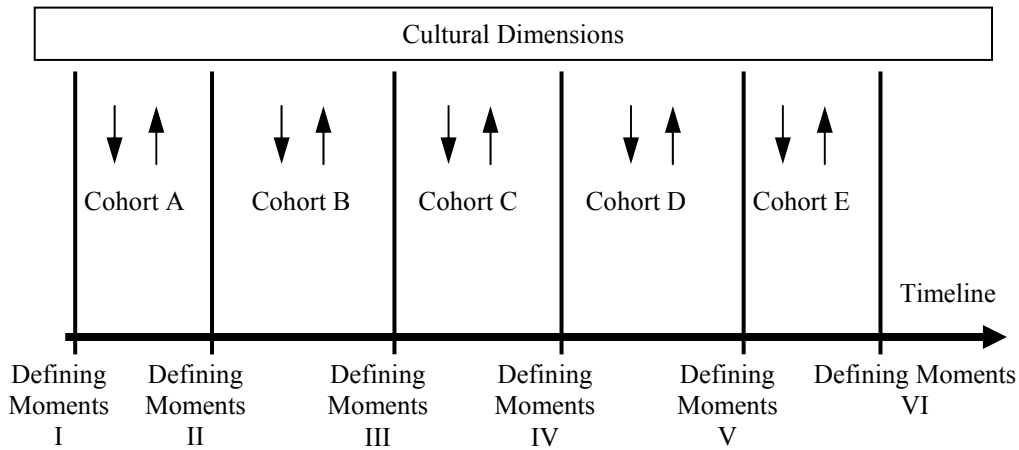 Cultural Dimensions
Cohort A
Cohort B
Cohort C
Cohort D
Cohort E
Timeline
Defining
Moments
I
Defining
Moments
II
Defining
Moments
III
Defining
Moments
IV
Defining
Moments
V
Defining Moments
VI